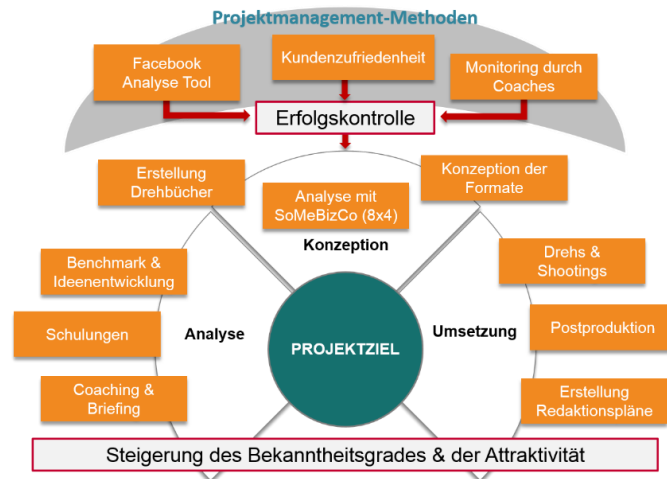 Projektmanagement-Methoden
Facebook
Analyse Tool
Kundenzufriedenheit
Monitoring durch
Coaches
Erfolgskontrolle
Erstellung
Drehbücher
Analyse mit
SoMeBizCo (8x4)
Konzeption der
Formate
Konzeption
Benchmark &
Ideenentwicklung
Drehs &
Shootings
Schulungen
Analyse
PROJEKTZIEL
Umsetzung
Postproduktion
Coaching &
Briefing
Erstellung
Redaktionspläne
Steigerung des Bekanntheitsgrades & der Attraktivität